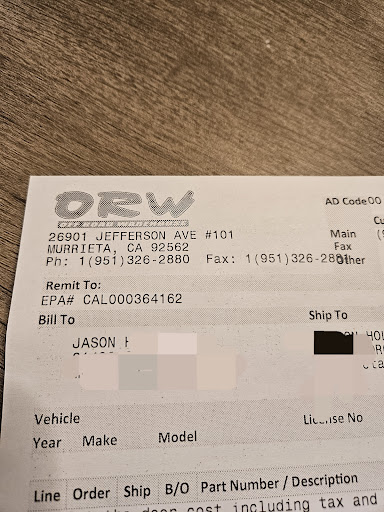 ORW
AD Code00
26901 JEFFERSON AVE #101
MURRIETA, CA 92562
Main
Fax
Ph: 1(951)326-2880 Fax: 1(951)326-288
Other
Remit To:
EPA# CAL000364162
Bill To
Ship To
JASON
Vehicle
License No
Year Make Model
Line Order Ship B/O Part Number / Description
cost including tax and